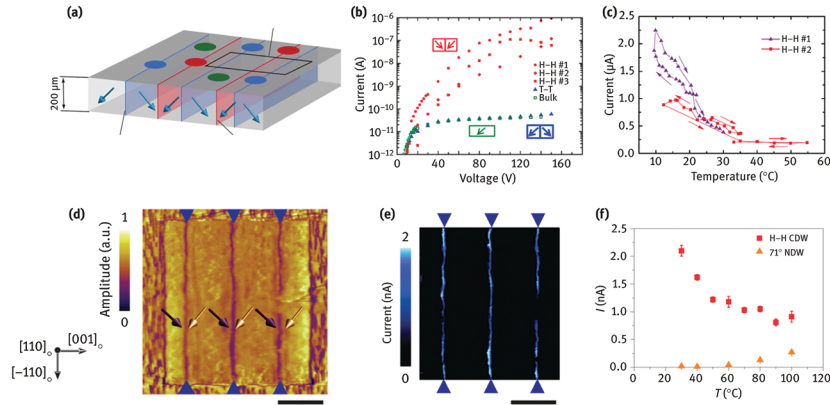 (a)
200 μm
(b)
10⁻⁶
10⁻⁷
10⁻⁸
10⁻⁹
10⁻¹⁰
10⁻¹¹
10⁻¹²
Current (A)
0 40 80 120 160
Voltage (V)
H–H #1
H–H #2
H–H #3
T–T
Bulk
(c)
2.5
2.0
1.5
1.0
0.5
0.0
Current (μA)
10 20 30 40 50 60
Temperature (°C)
H–H #1
H–H #2
(d)
1
0
Amplitude (a.u.)
[110]o
[001]o
[−110]o
(e)
2
0
Current (nA)
(f)
2.5
2.0
1.5
1.0
0.5
0.0
I (nA)
20 40 60 80 100 120
T (°C)
H–H CDW
71° NDW